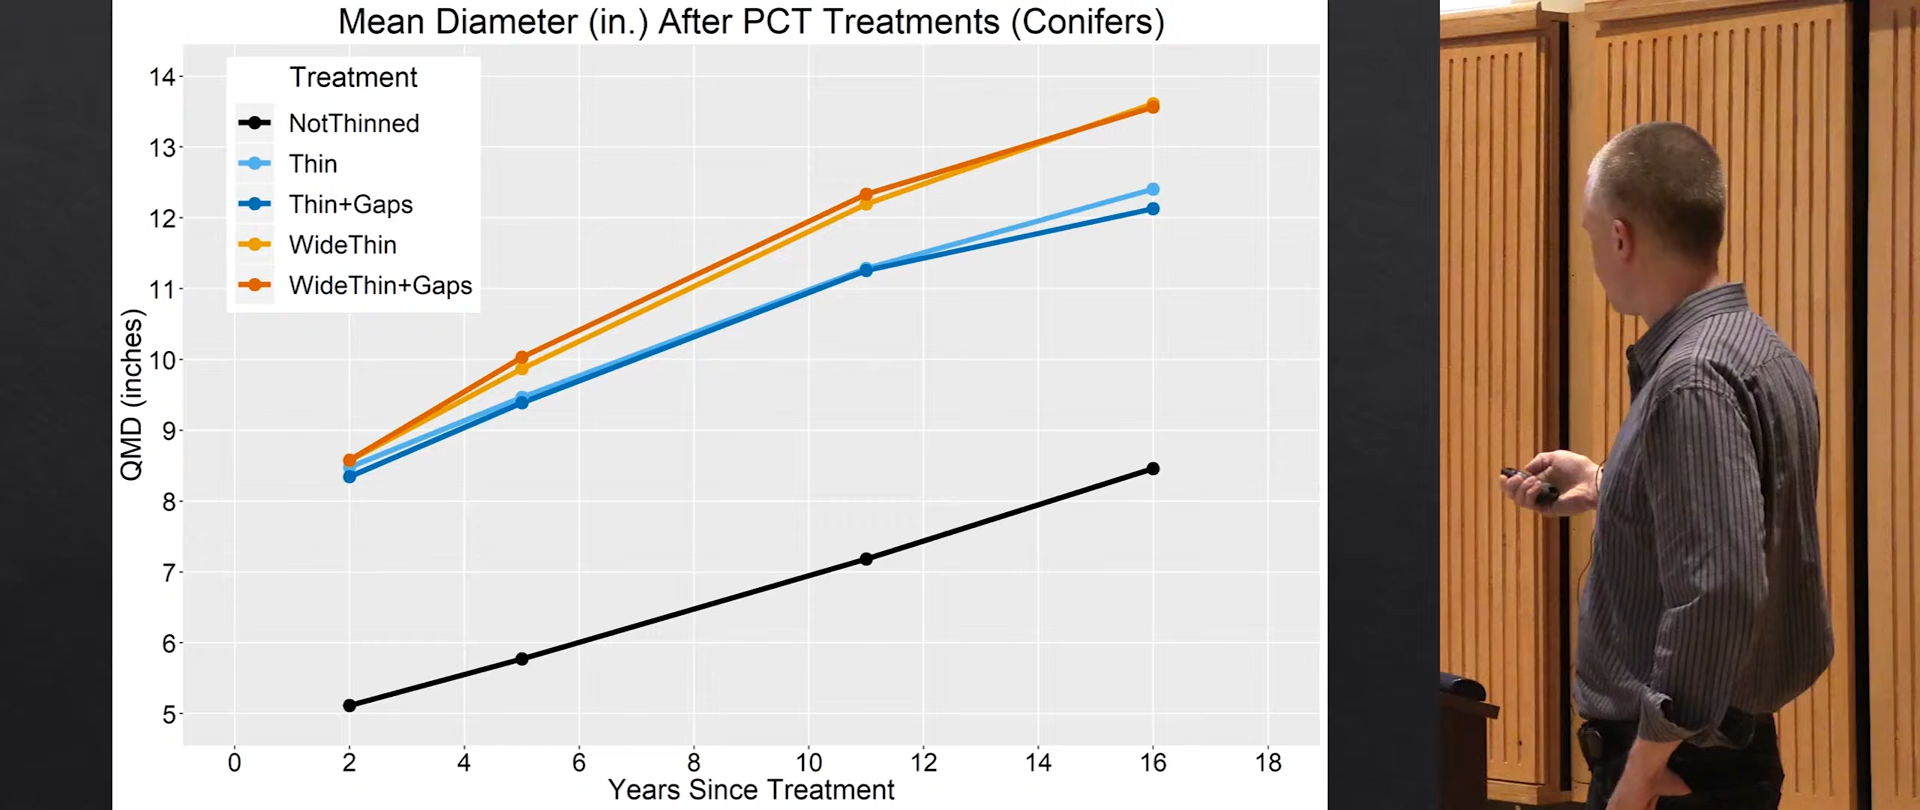 Mean Diameter (in.) After PCT Treatments (Conifers)
Treatment
NotThinned
Thin
Thin+Gaps
WideThin
WideThin+Gaps
14
13
12
11
10
9
8
7
6
5
QMD (inches)
0 2 4 6 8 10 12 14 16 18
Years Since Treatment